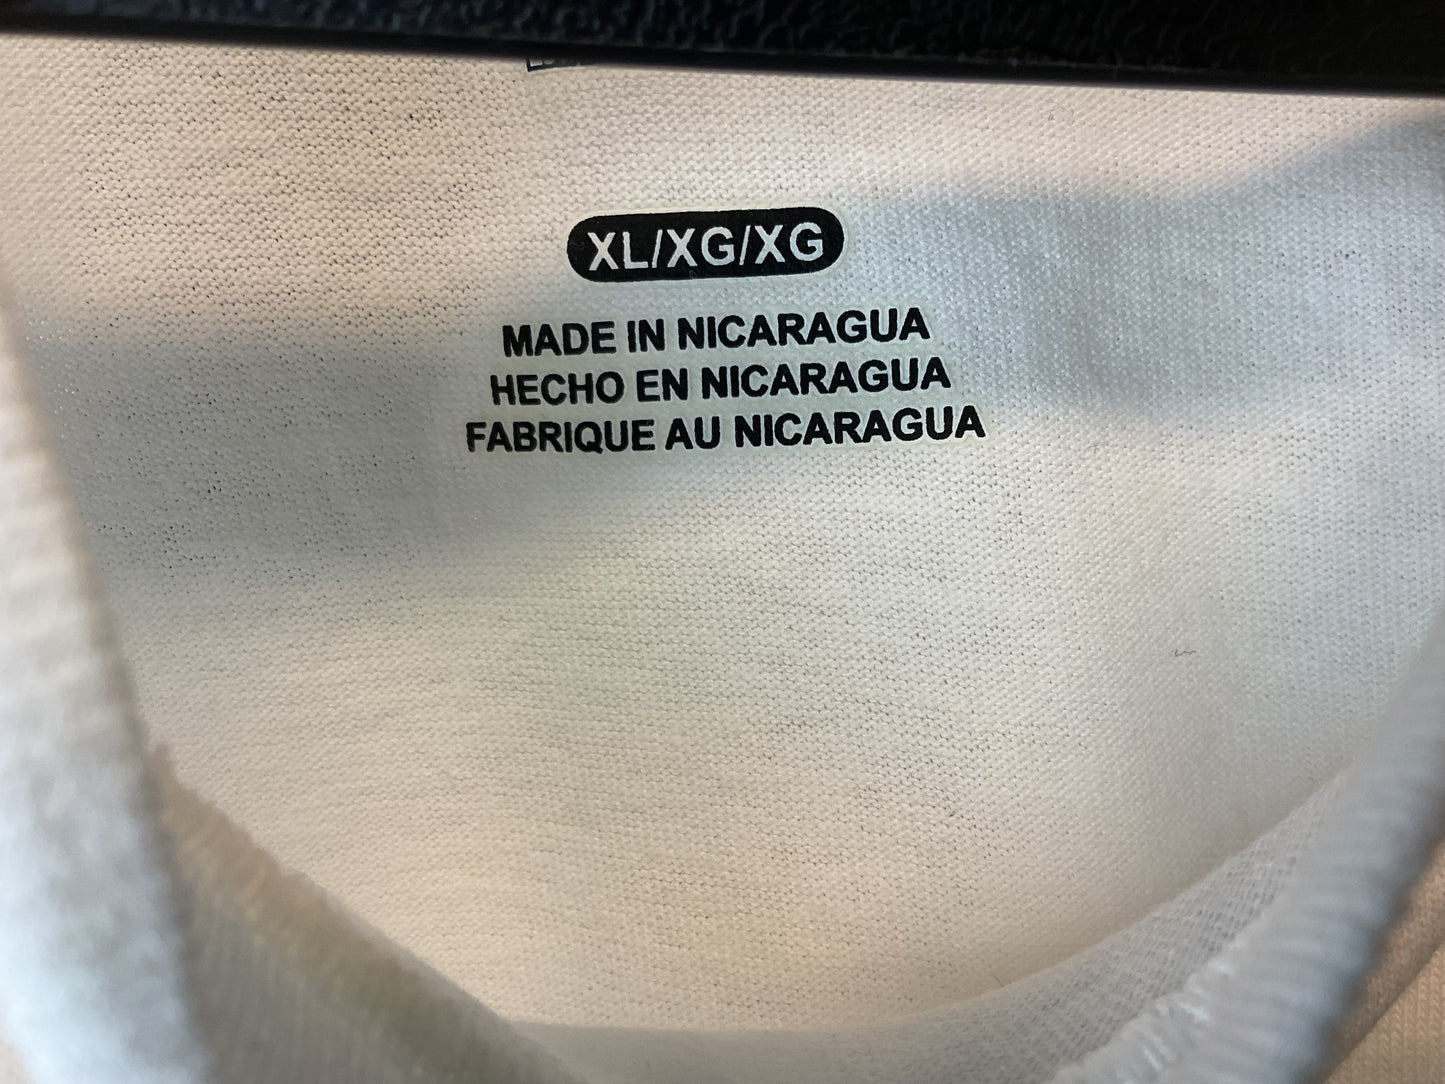 XL/XG/XG
MADE IN NICARAGUA
HECHO EN NICARAGUA
FABRIQUE AU NICARAGUA